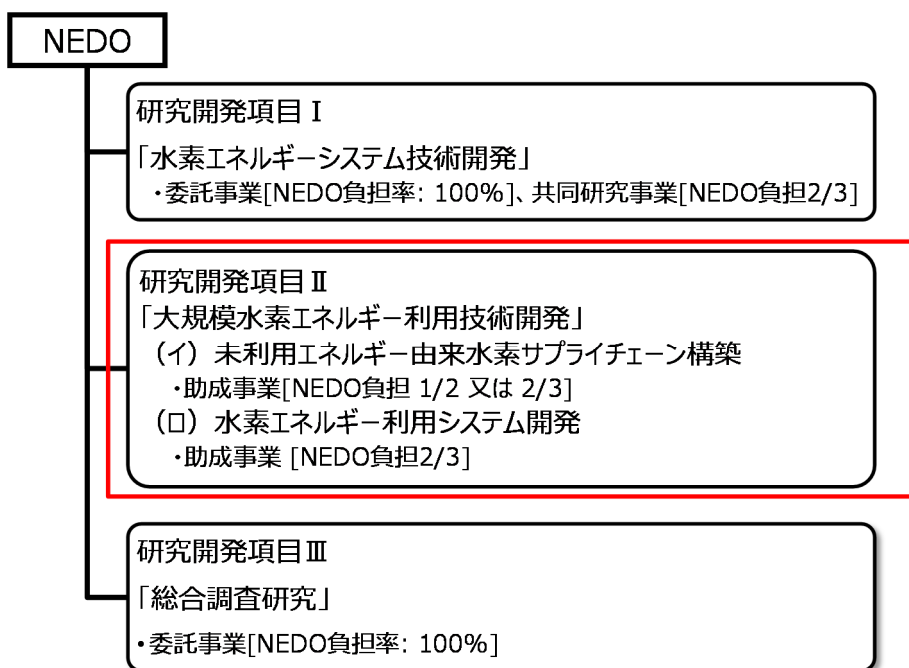 NEDO
研究開発項目Ⅰ
「水素エネルギーシステム技術開発」
・委託事業[NEDO負担率: 100%]、共同研究事業[NEDO負担2/3]
研究開発項目Ⅱ
「大規模水素エネルギー利用技術開発」
（イ）未利用エネルギー由来水素サプライチェーン構築
・助成事業[NEDO負担 1/2 又は 2/3]
（ロ）水素エネルギー利用システム開発
・助成事業 [NEDO負担2/3]
研究開発項目Ⅲ
「総合調査研究」
・委託事業[NEDO負担率: 100%]